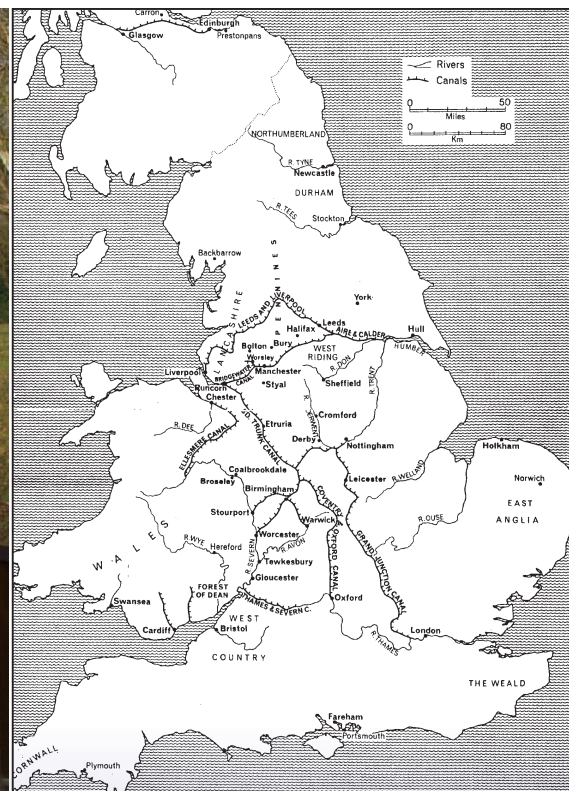 Carron
Edinburgh
Glasgow
Prestonpans
Rivers
Canals
0 50
Miles
0 80
Km
NORTHUMBERLAND
R. TYNE
Newcastle
DURHAM
R. TEES
Stockton
Backbarrow
PENNINES
York
LANCASHIRE
LEEDS AND LIVERPOOL
Leeds
Halifax
AIRE & CALDER
Hull
HUMBER
Bolton
Bury
WEST
RIDING
Worsley
R. DON
Liverpool
BRIDGEWATER
CANAL
Manchester
Runcorn
Styal
Sheffield
R. TRENT
Chester
Cromford
R. DERWENT
R. DEE
ELLESMERE CANAL
TRUNK CANAL
Etruria
Derby
Nottingham
Holkham
Coalbrookdale
Broseley
Leicester
R. WELLAND
Norwich
Birmingham
COVENTRY
EAST
ANGLIA
Stourport
Warwick
R. OUSE
WALES
Worcester
R. AVON
OXFORD CANAL
GRAND JUNCTION CANAL
R. WYE
Hereford
R. SEVERN
Tewkesbury
Gloucester
FOREST
OF DEAN
Swansea
THAMES & SEVERN C.
Oxford
Cardiff
WEST
Bristol
R. THAMES
London
COUNTRY
THE WEALD
Fareham
Portsmouth
CORNWALL
Plymouth